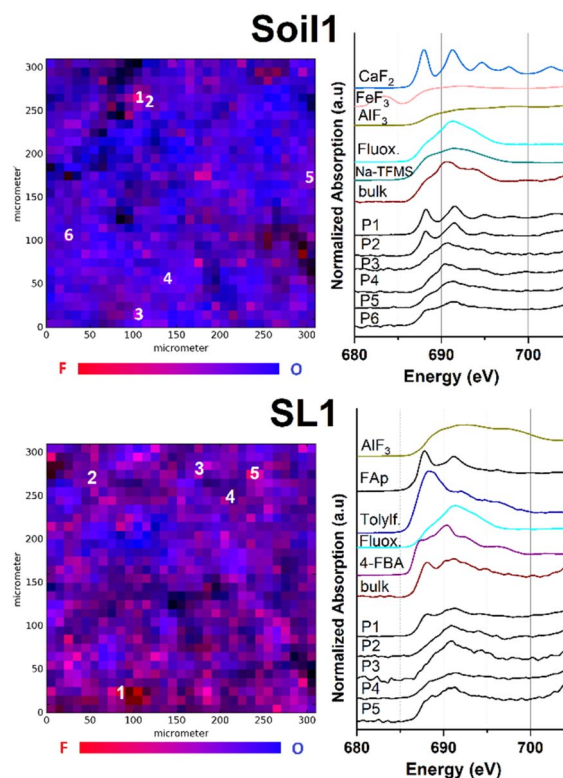 Soil1
micrometer
300
250
200
150
100
50
0
1
2
5
6
4
3
0 50 100 150 200 250 300
micrometer
F O
Normalized Absorption (a.u)
CaF₂
FeF₃
AlF₃
Fluox.
Na-TFMS
bulk
P1
P2
P3
P4
P5
P6
680 690 700
Energy (eV)
SL1
micrometer
300
250
200
150
100
50
0
2
3
5
4
1
0 50 100 150 200 250 300
micrometer
F O
Normalized Absorption (a.u)
AlF₃
FAp
Tolylf.
Fluox.
4-FBA
bulk
P1
P2
P3
P4
P5
680 690 700
Energy (eV)